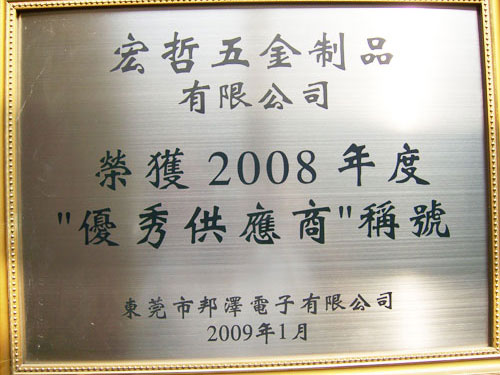 宏哲五金制品
有限公司
榮獲2008年度
"優秀供應商"稱號
東莞市邦澤電子有限公司
2009年1月